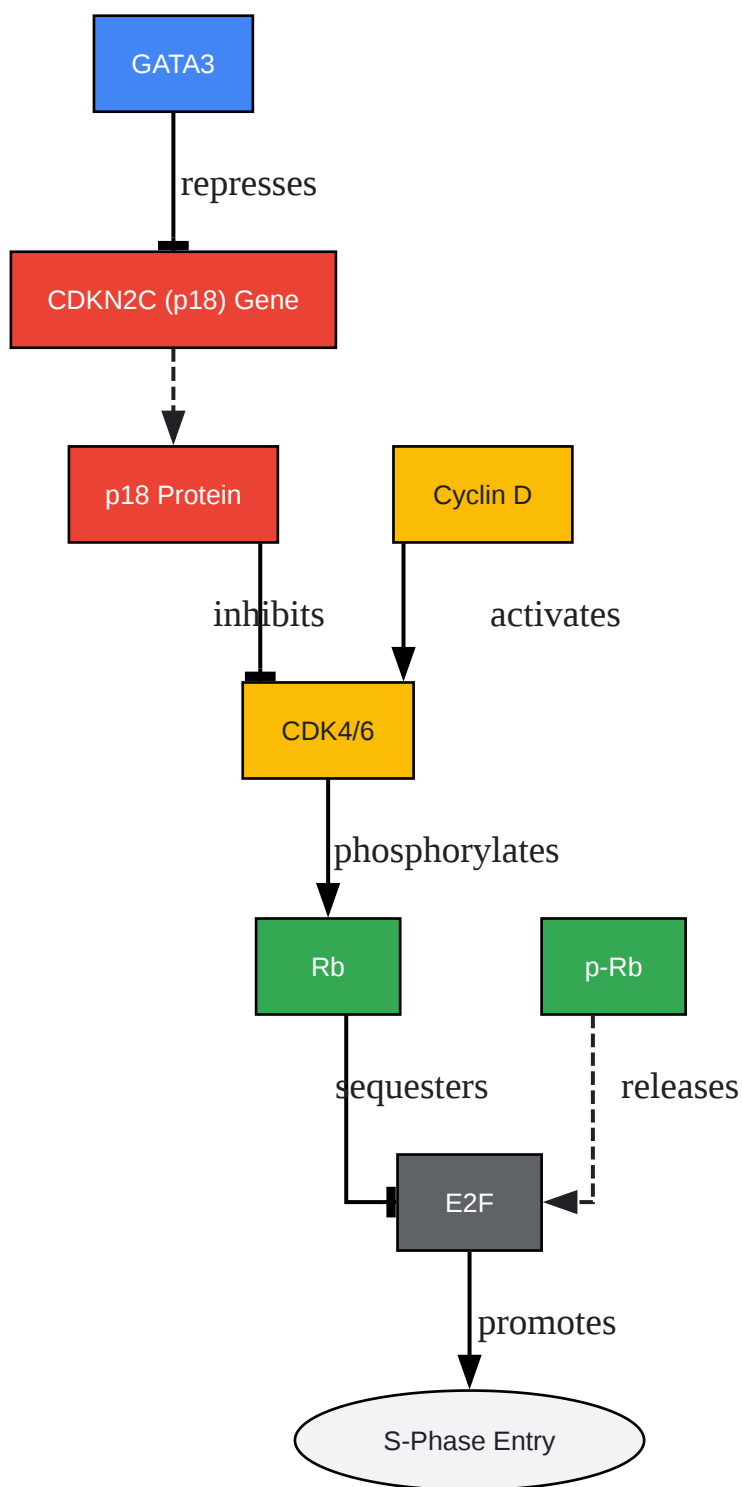 GATA3
represses
CDKN2C (p18) Gene
p18 Protein
Cyclin D
inhibits
activates
CDK4/6
phosphorylates
Rb
p-Rb
sequesters
releases
E2F
promotes
S-Phase Entry